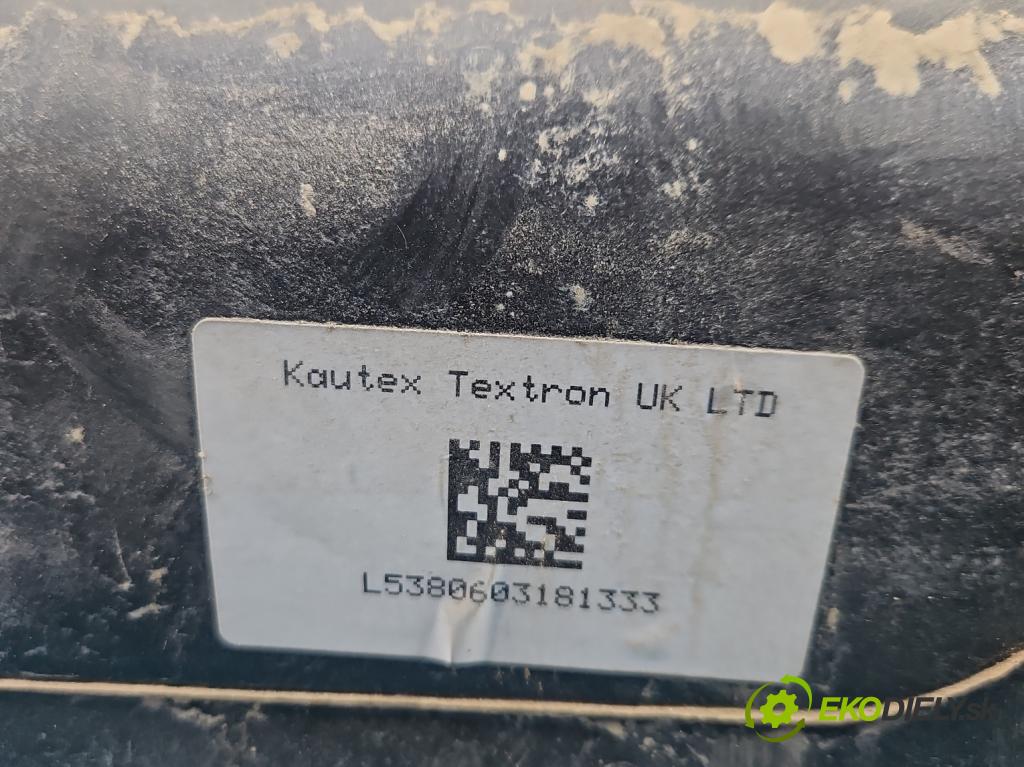 Kautex Textron UK LTD
L5380603181333
EKODIELY.sk